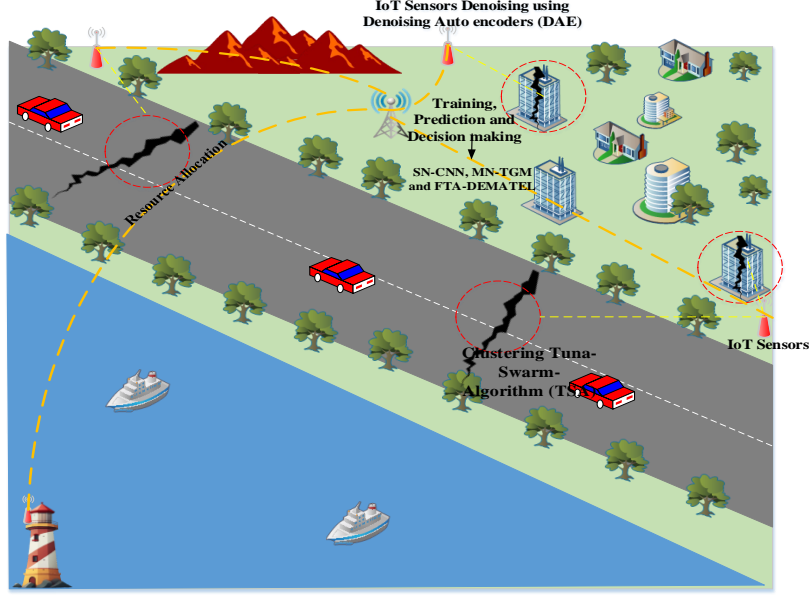 IoT Sensors Denoising using
Denoising Auto encoders (DAE)
Training,
Prediction and
Decision making
SN-CNN, MN-TGM
and FTA-DEMATEL
Resource Allocation
IoT Sensors
Clustering Tuna-
Swarm-
Algorithm (TSA)